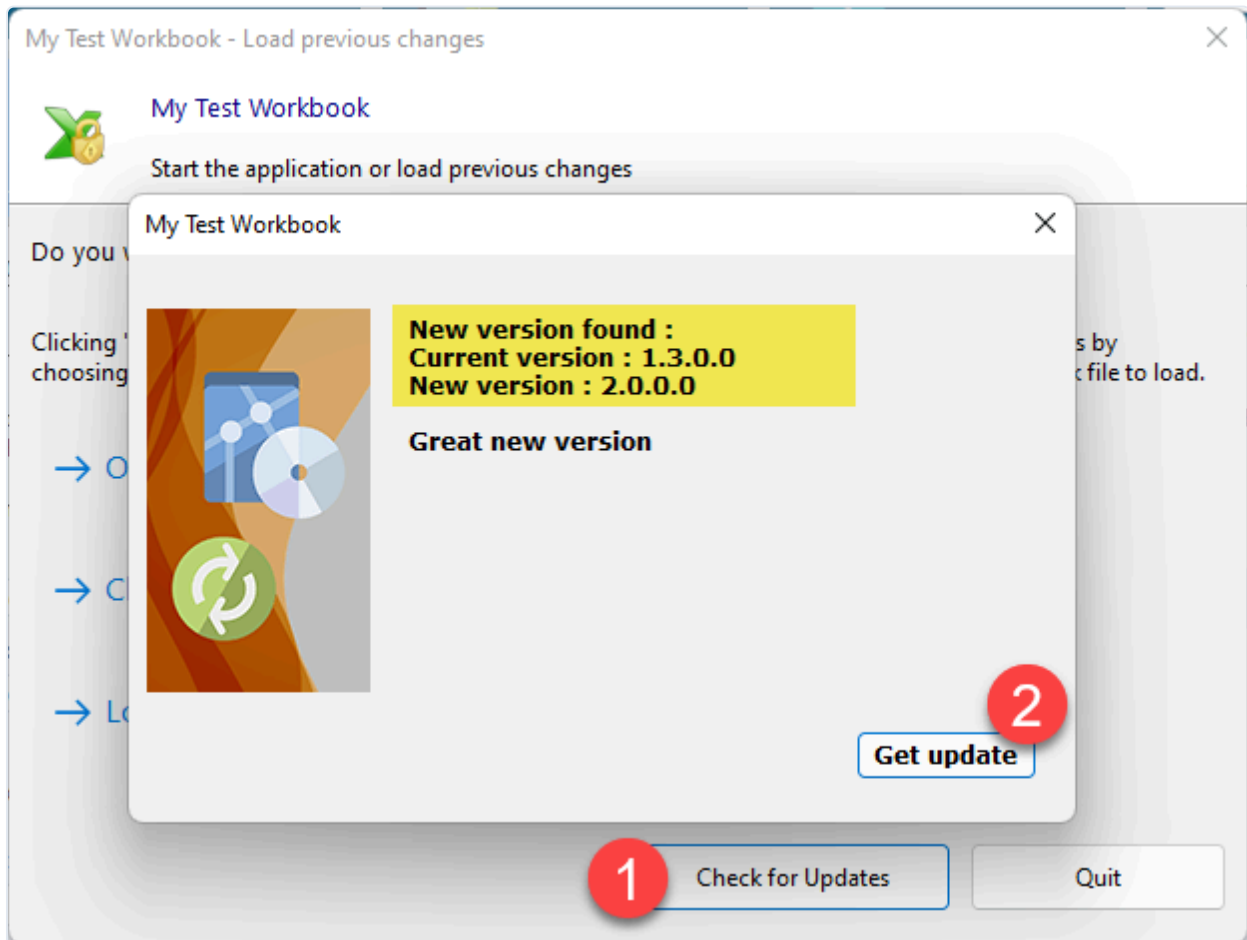 My Test Workbook - Load previous changes
My Test Workbook
Start the application or load previous changes
My Test Workbook
Do you
New version found :
Current version : 1.3.0.0
New version : 2.0.0.0
Clicking '
s by
choosing
file to load.
Great new version
2
Get update
1
Check for Updates
Quit